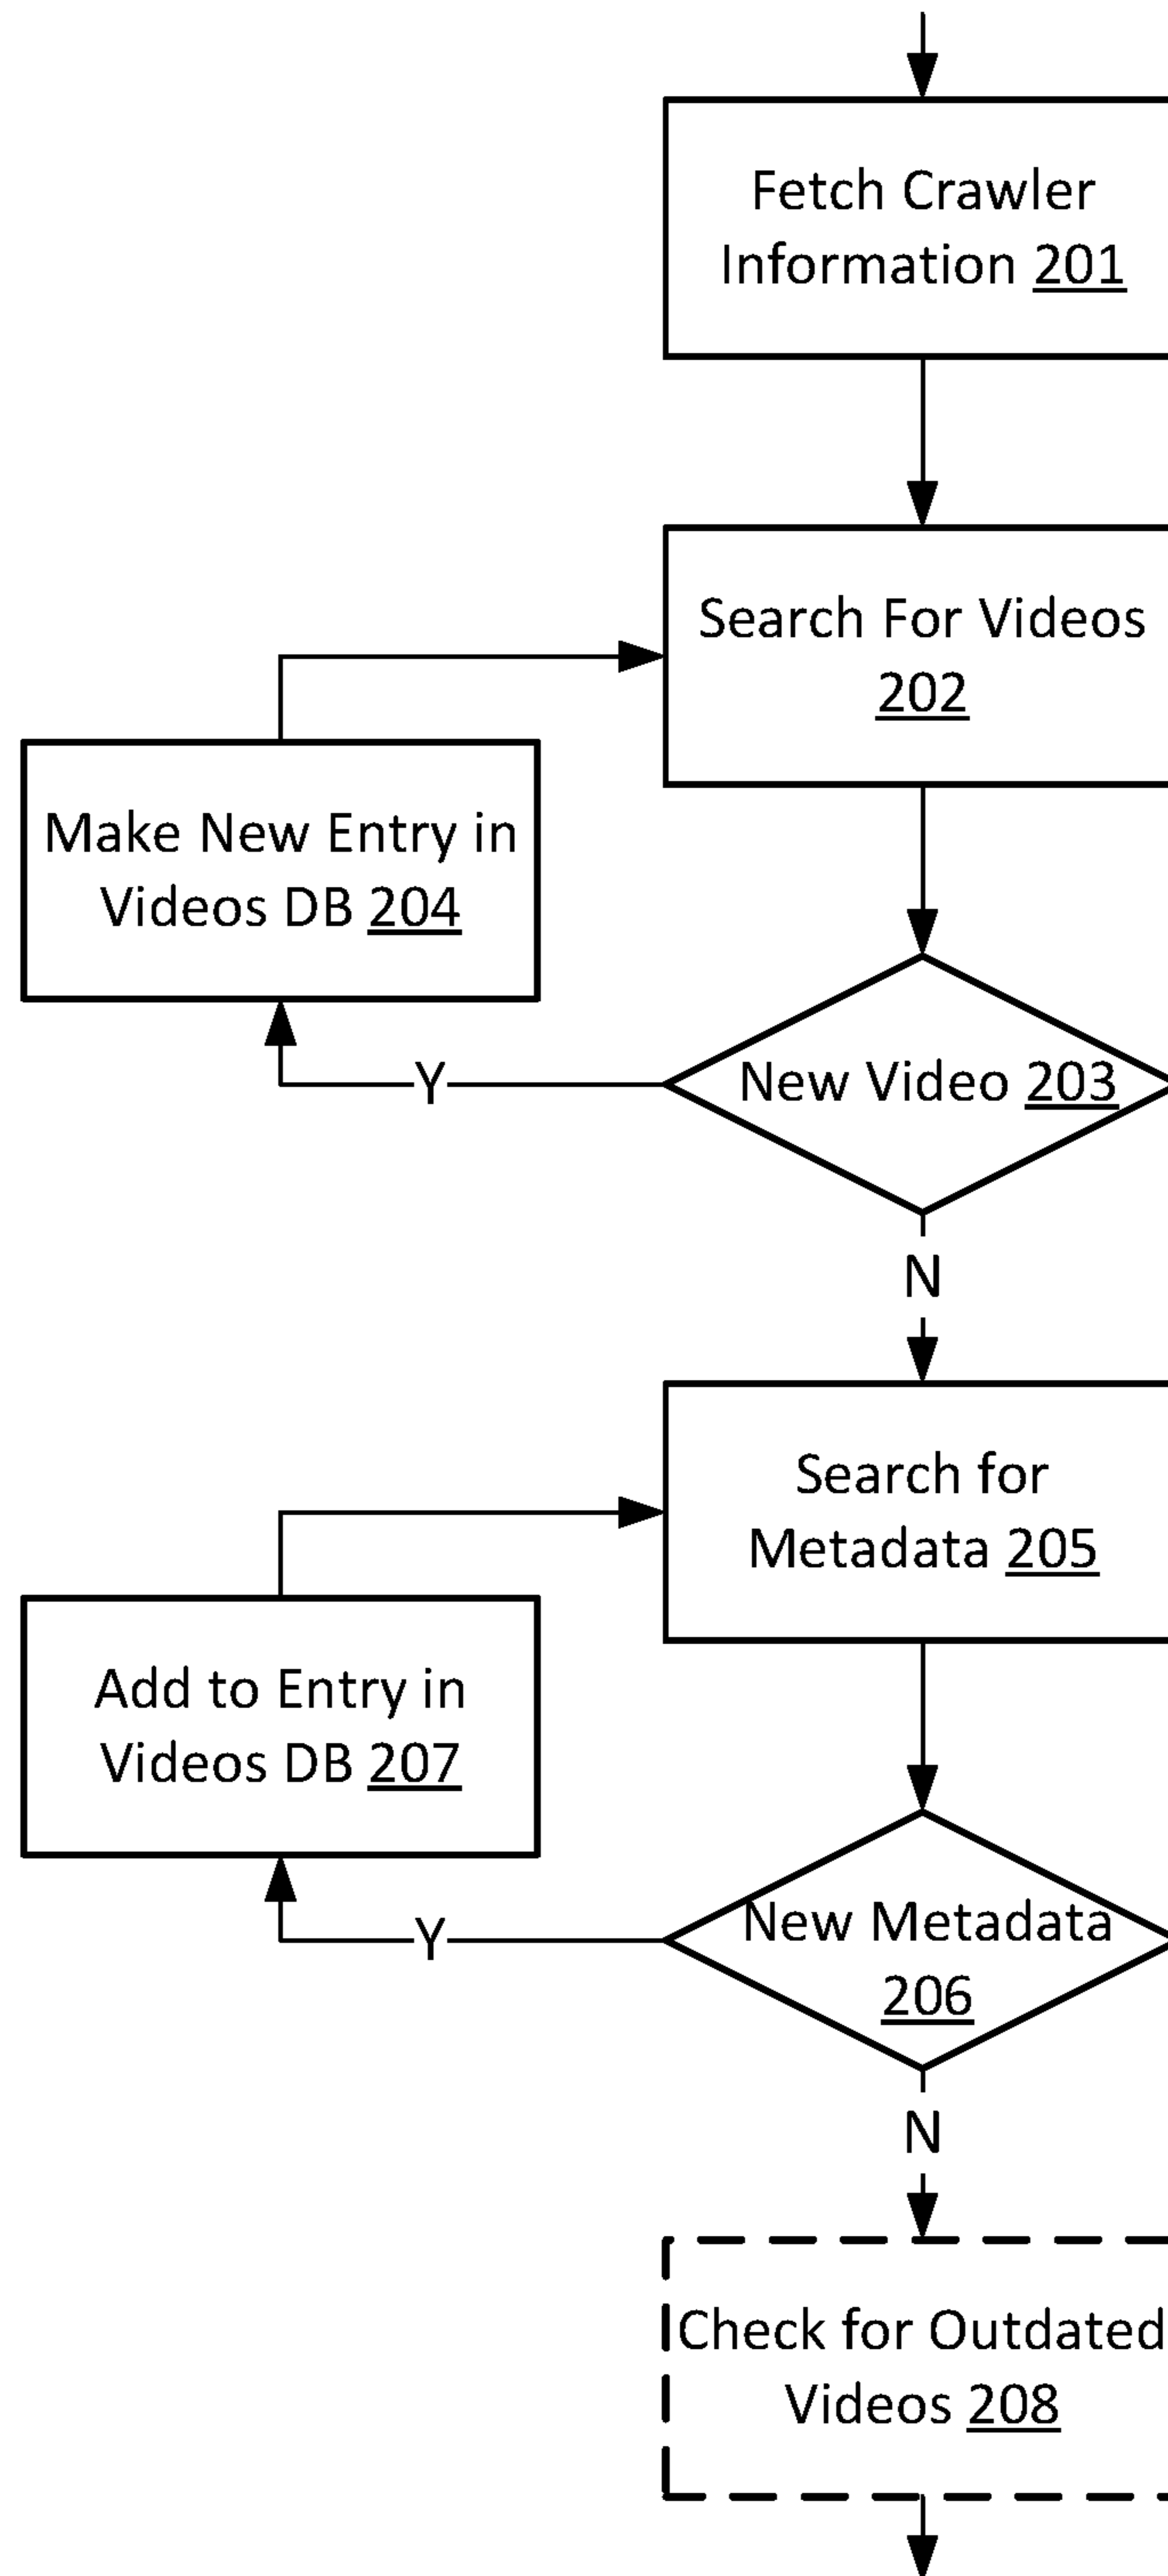 Fetch Crawler
Information 201
Search For Videos
202
Make New Entry in
Videos DB 204
New Video 203
Y
N
Search for
Metadata 205
Add to Entry in
Videos DB 207
New Metadata
206
Y
N
Check for Outdated
Videos 208